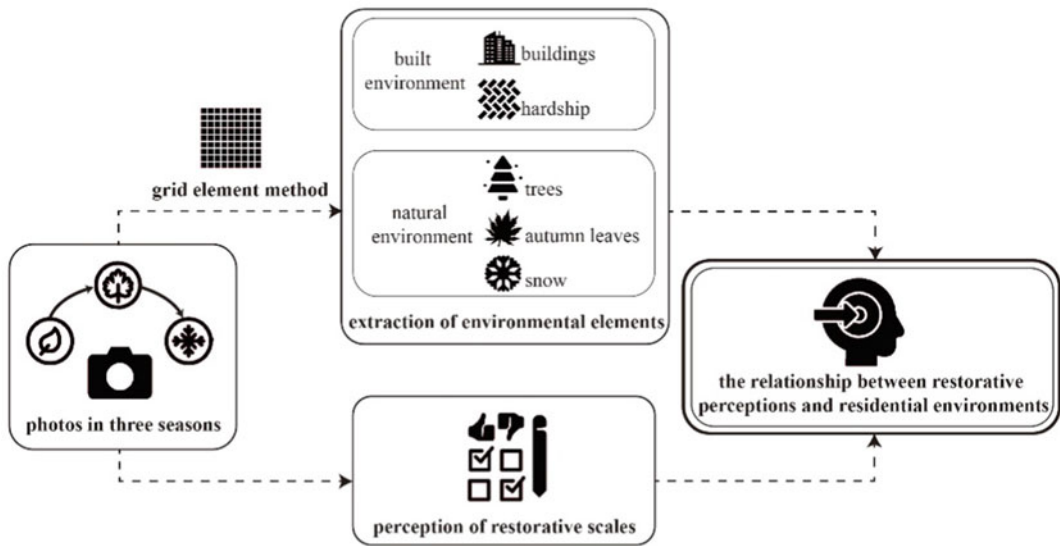 built
environment
buildings
hardship
grid element method
natural
environment
trees
autumn leaves
snow
extraction of environmental elements
photos in three seasons
the relationship between restorative
perceptions and residential environments
perception of restorative scales